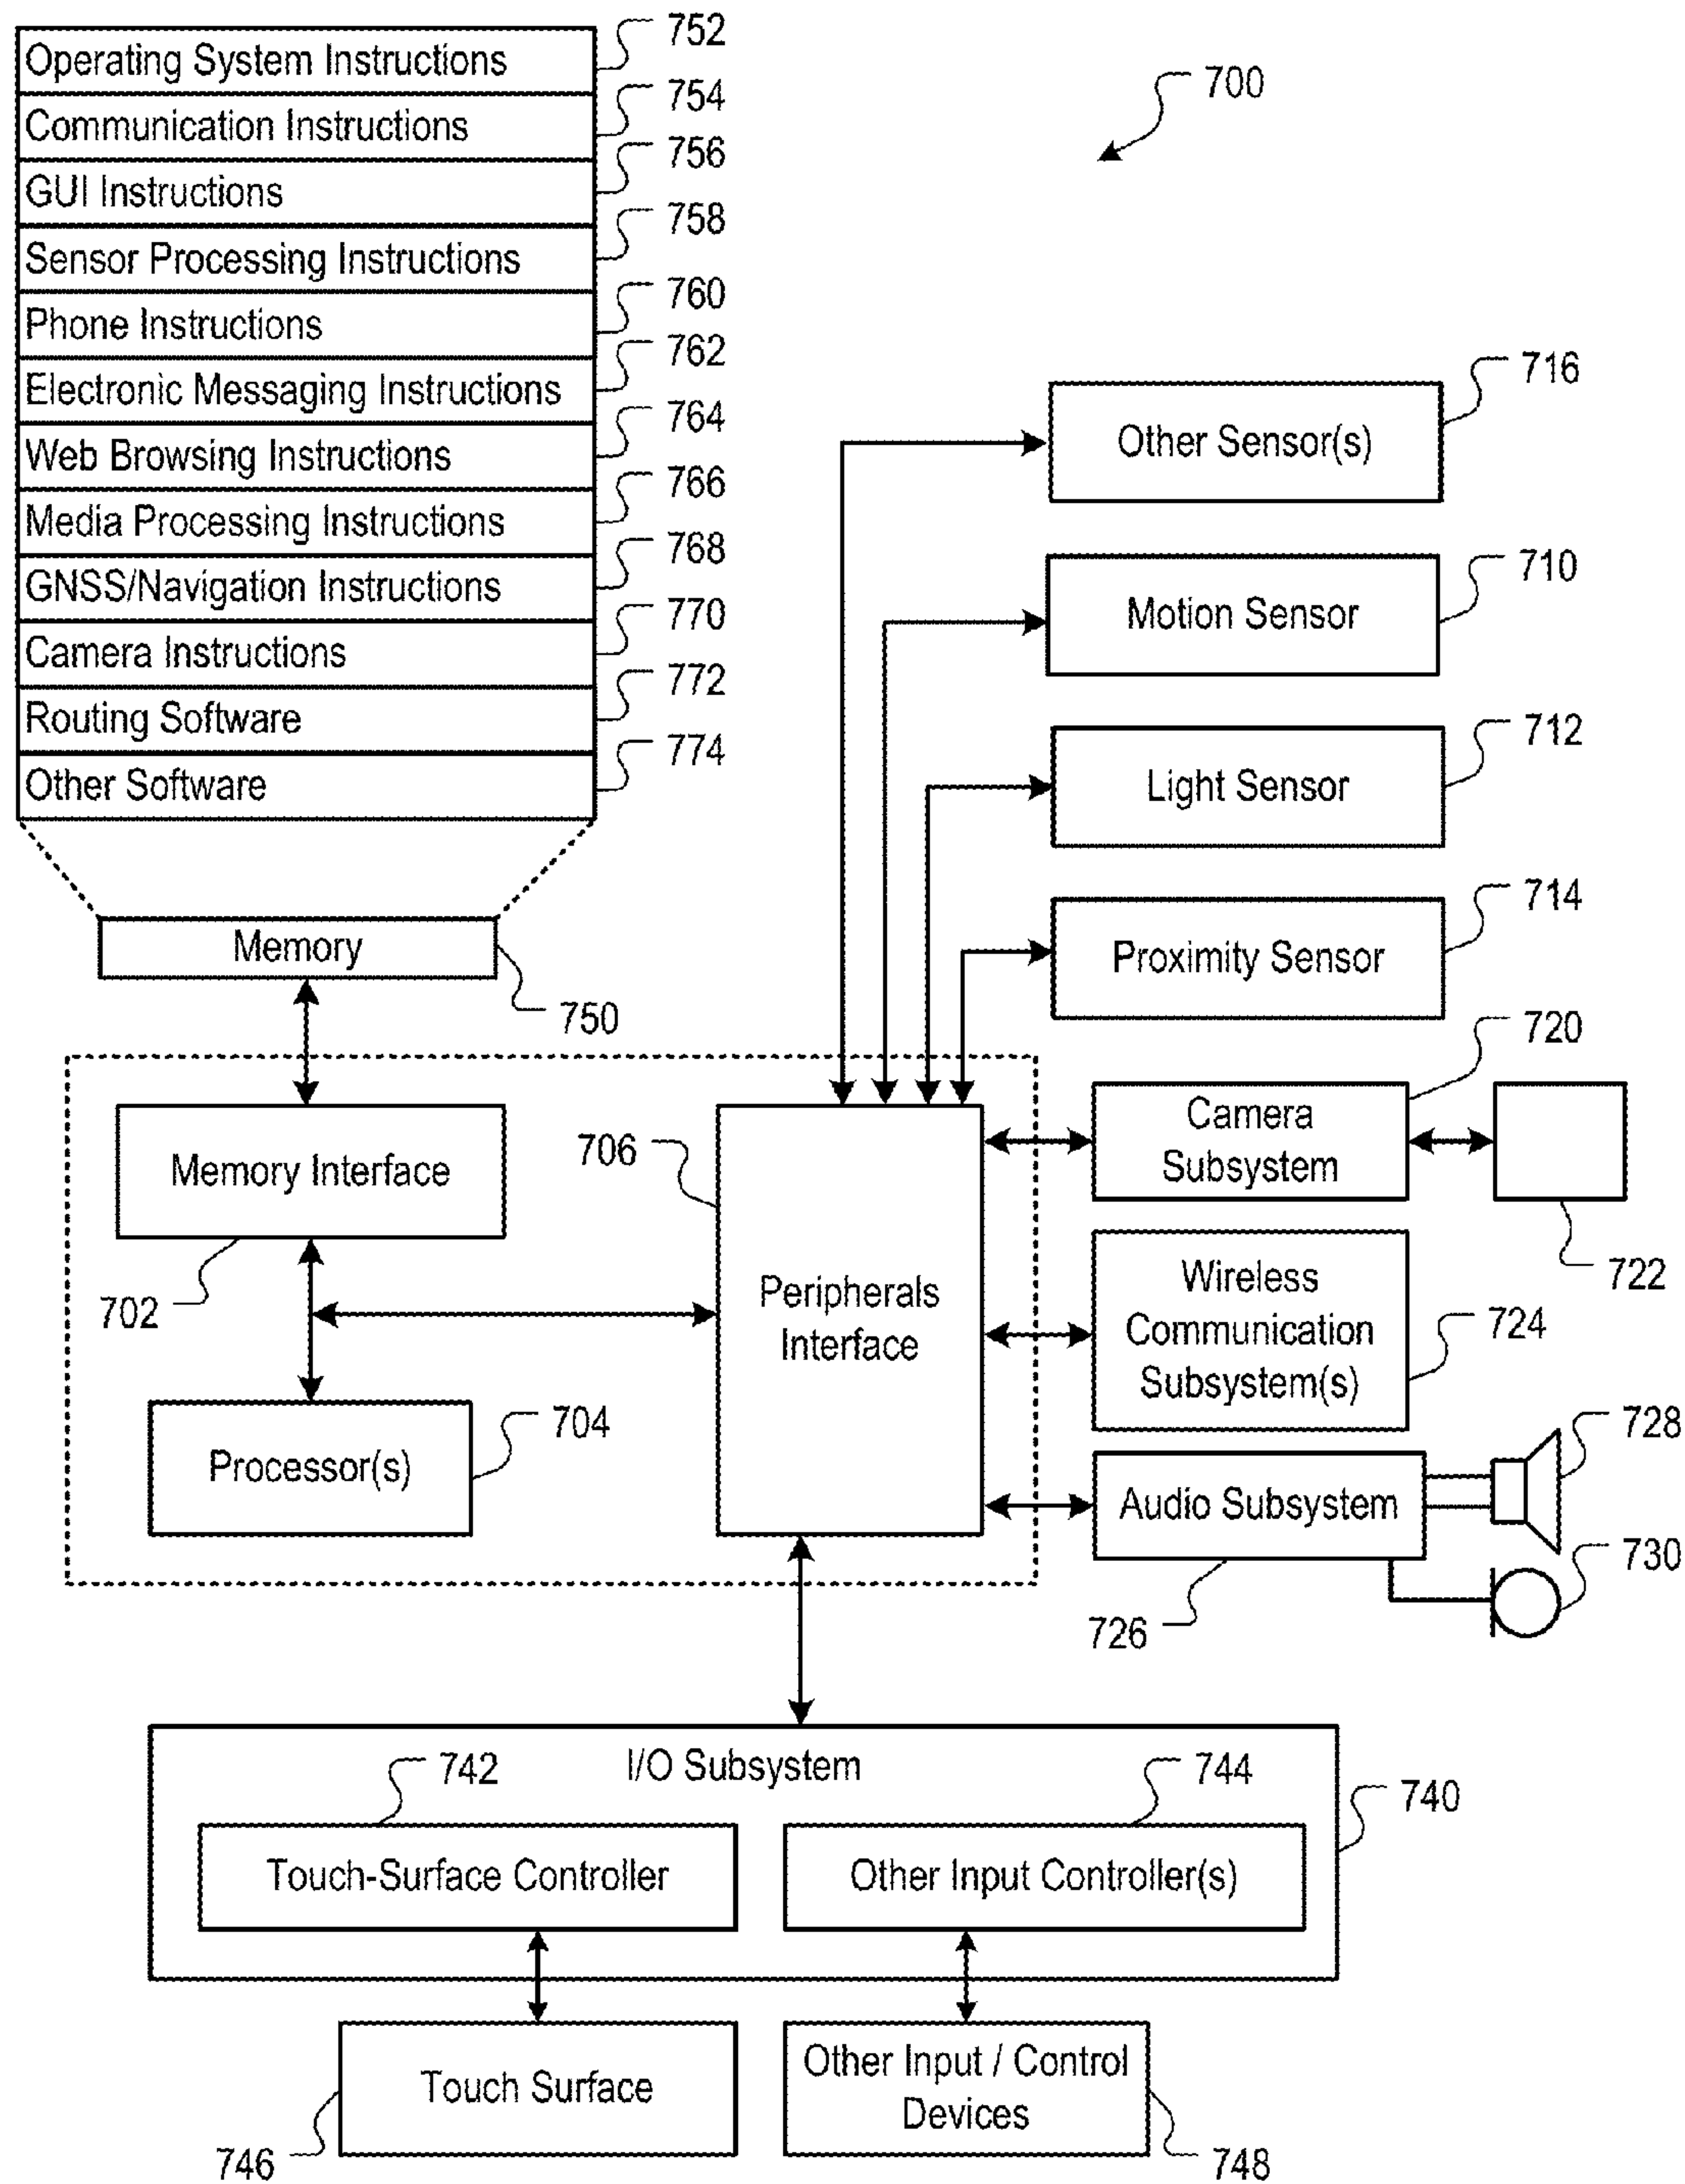 752
Operating System Instructions
754
Communication Instructions
756
GUI Instructions
758
Sensor Processing Instructions
760
Phone Instructions
762
Electronic Messaging Instructions
764
Web Browsing Instructions
766
Media Processing Instructions
768
GNSS/Navigation Instructions
770
Camera Instructions
772
Routing Software
774
Other Software
700
716
Other Sensor(s)
710
Motion Sensor
712
Light Sensor
714
Proximity Sensor
Memory
750
720
Camera
Subsystem
722
Memory Interface
702
706
Peripherals
Interface
Wireless
Communication
Subsystem(s)
724
Processor(s)
704
Audio Subsystem
726
728
730
I/O Subsystem
740
742
Touch-Surface Controller
744
Other Input Controller(s)
Touch Surface
746
Other Input / Control
Devices
748